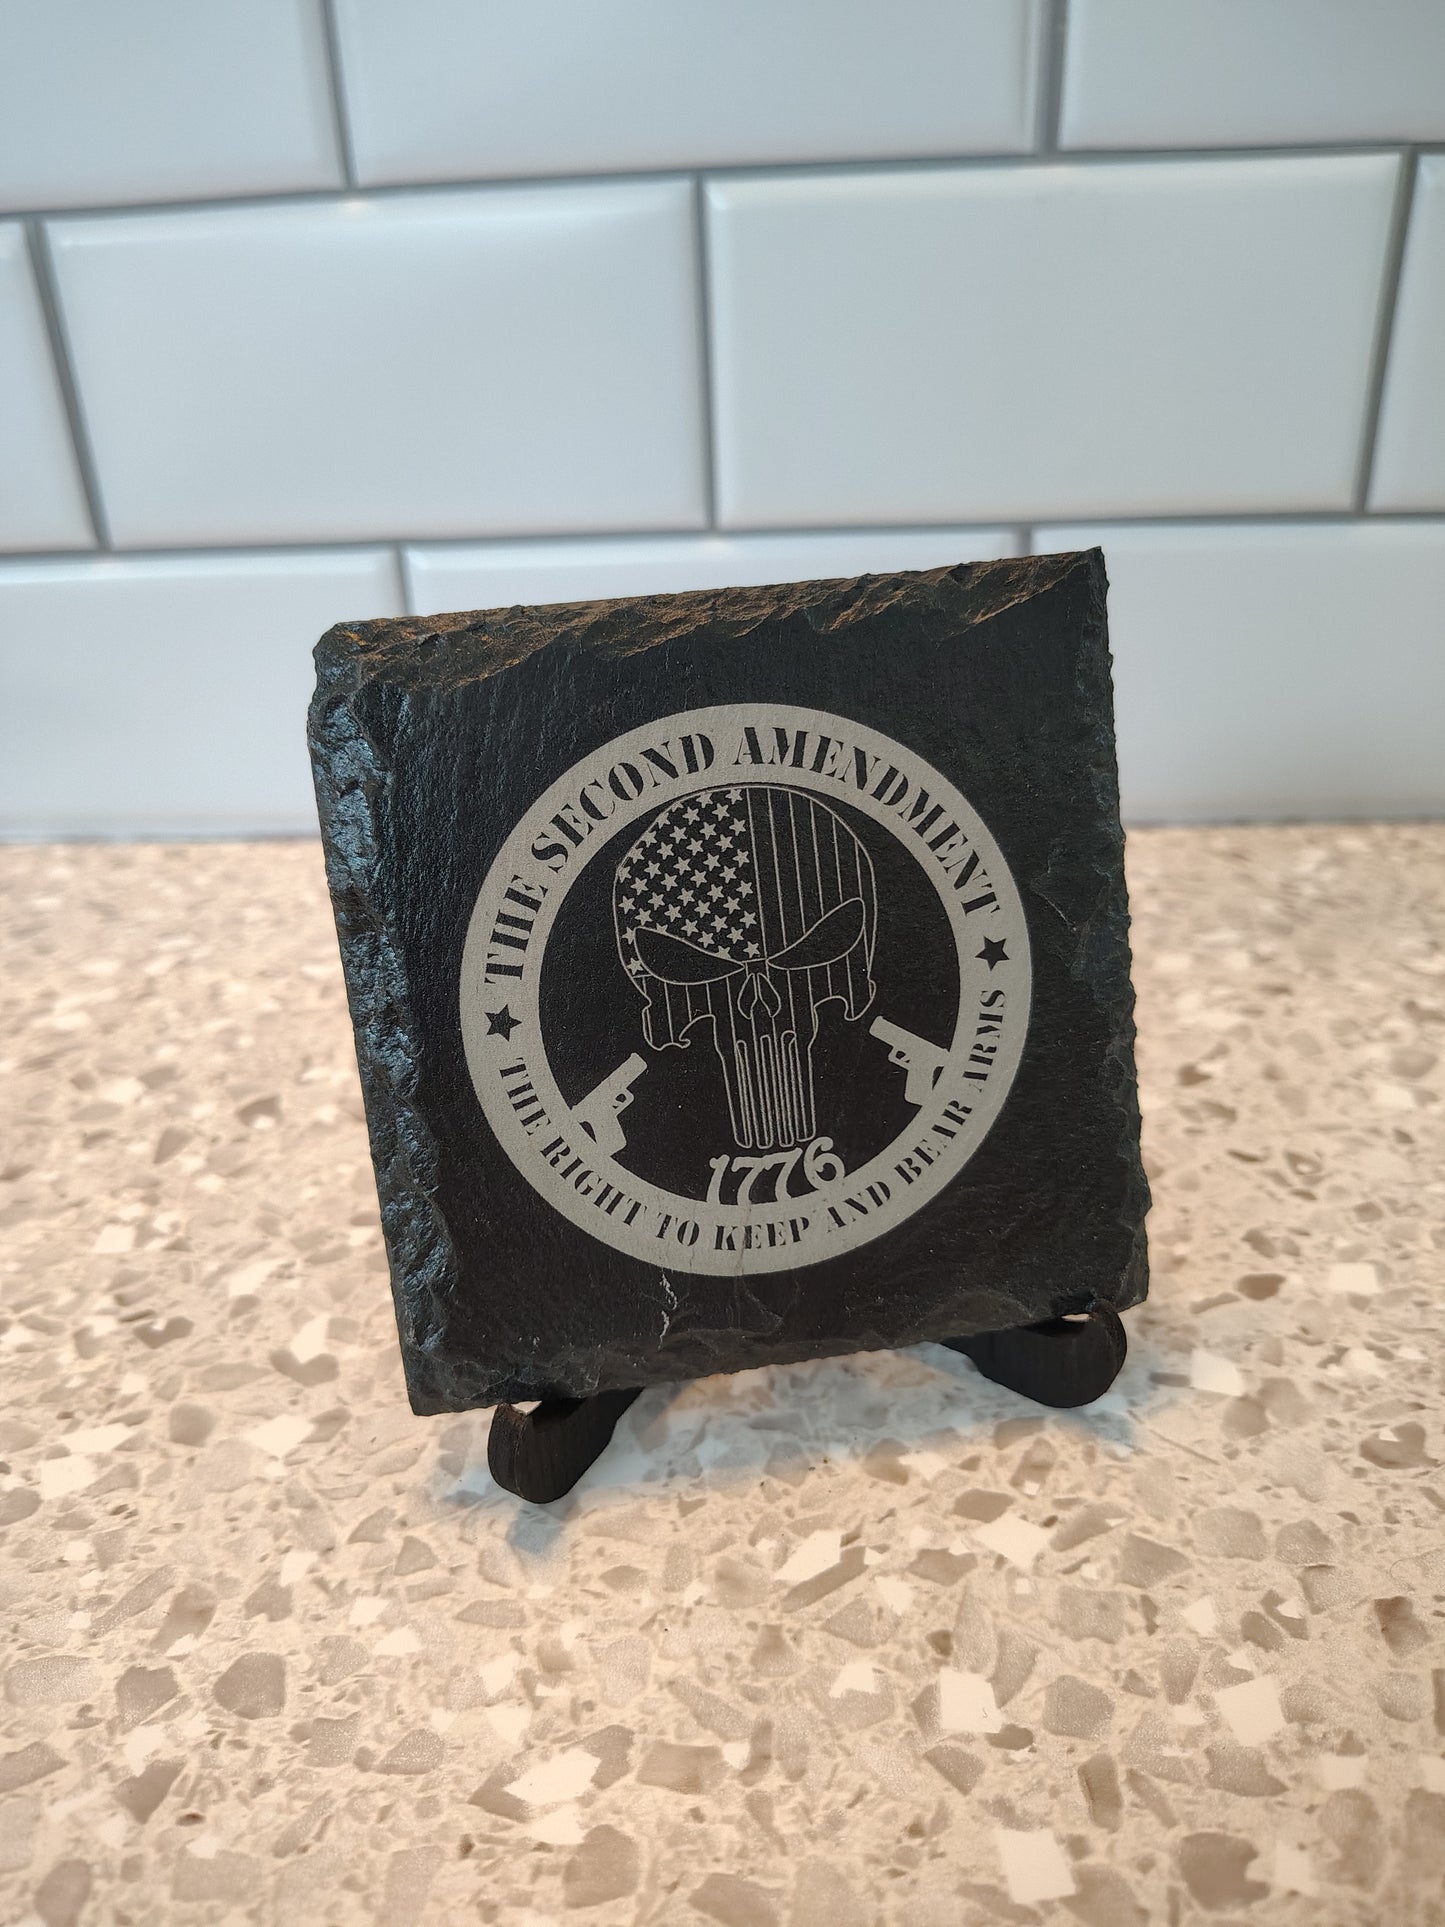 THE SECOND AMENDMENT
1776
THE RIGHT TO KEEP AND BEAR ARMS